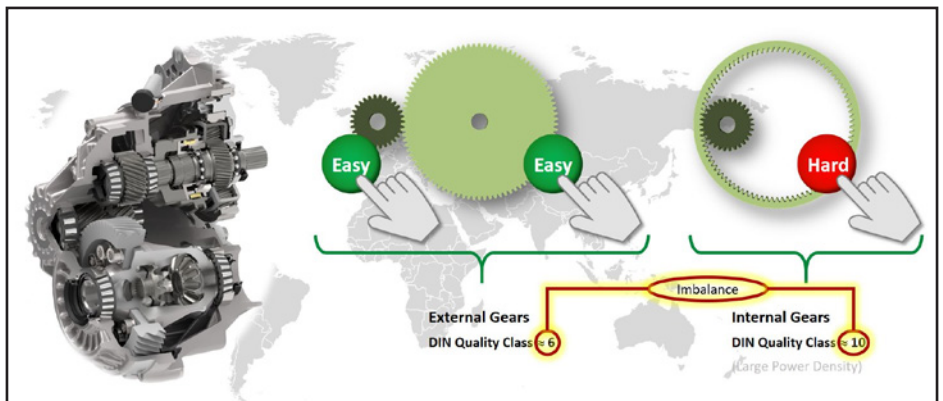 Easy
Easy
Hard
Imbalance
External Gears
DIN Quality Class ≈ 6
Internal Gears
DIN Quality Class ≈ 10
(Large Power Density)